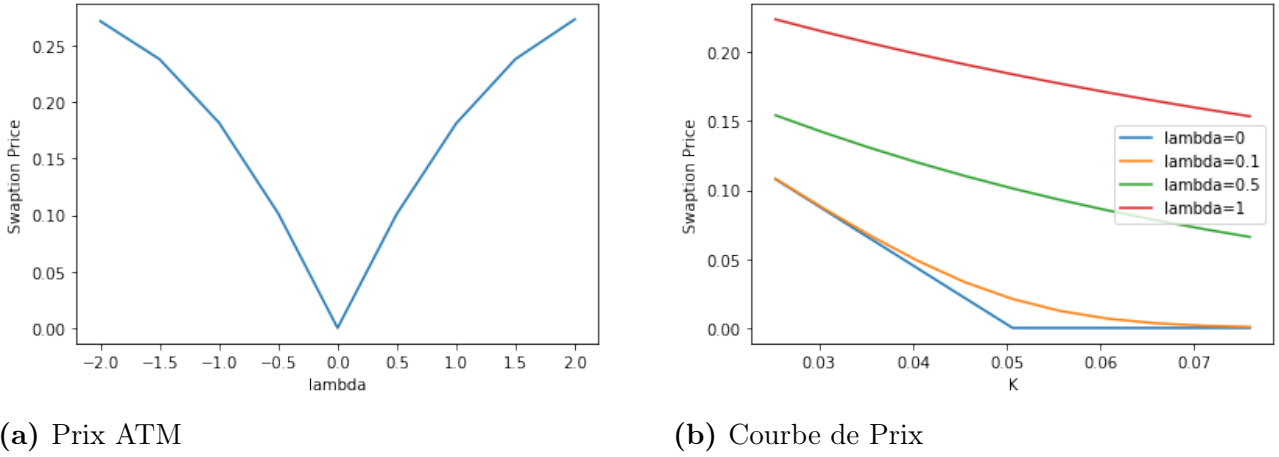 0.25
0.20
0.15
0.10
0.05
0.00
Swaption Price
−2.0 −1.5 −1.0 −0.5 0.0 0.5 1.0 1.5 2.0
lambda
(a) Prix ATM
0.20
0.15
0.10
0.05
0.00
Swaption Price
lambda=0
lambda=0.1
lambda=0.5
lambda=1
0.03 0.04 0.05 0.06 0.07
K
(b) Courbe de Prix